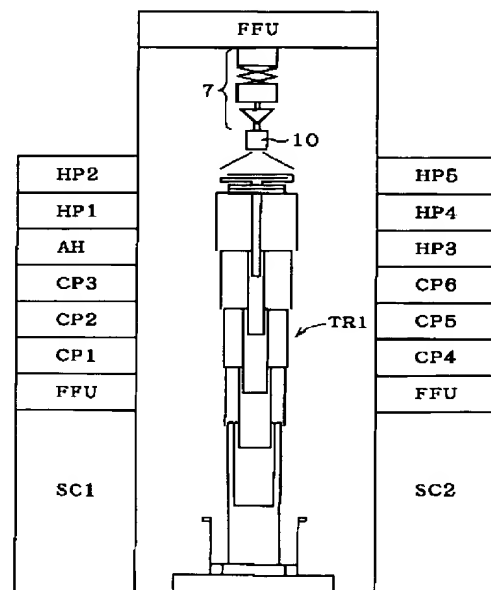 FFU
7
10
HP2
HP1
AH
CP3
CP2
CP1
FFU
SC1
TR1
HP5
HP4
HP3
CP6
CP5
CP4
FFU
SC2